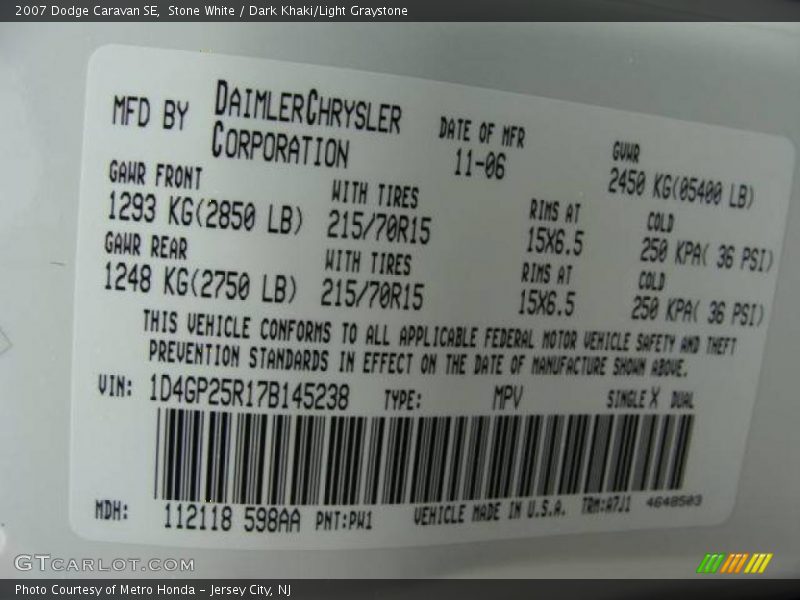 2007 Dodge Caravan SE,  Stone White / Dark Khaki/Light Graystone
MFD BY DAIMLERCHRYSLER CORPORATION
DATE OF MFR 11-06
GVWR 2450 KG(05400 LB)
GAWR FRONT WITH TIRES RIMS AT COLD
1293 KG(2850 LB) 215/70R15 15X6.5 250 KPA( 36 PSI)
GAWR REAR WITH TIRES RIMS AT COLD
1248 KG(2750 LB) 215/70R15 15X6.5 250 KPA( 36 PSI)
THIS VEHICLE CONFORMS TO ALL APPLICABLE FEDERAL MOTOR VEHICLE SAFETY AND THEFT
PREVENTION STANDARDS IN EFFECT ON THE DATE OF MANUFACTURE SHOWN ABOVE.
VIN: 1D4GP25R17B145238 TYPE: MPV SINGLE X DUAL
MDH: 112118 598AA PNT:PW1 VEHICLE MADE IN U.S.A. TRM:A7J1 4648503
GTCARLOT.COM
Photo Courtesy of Metro Honda - Jersey City, NJ